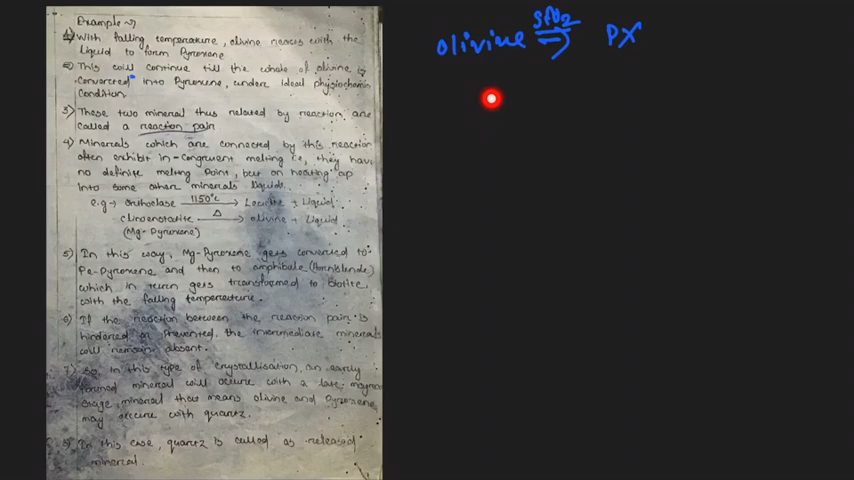 Example ~>
1) With falling temperature, olivine reacts with the
liquid to form Pyroxene
2) This will continue till the whole of olivine is
converted into Pyroxene, under ideal physiochemical
condition.
3) These two mineral thus related by reaction are
called a reaction pair
4) Minerals which are connected by this reaction
often exhibit in-congruent melting i.e., they have
no definite melting Point, but on heating up
into some other minerals liquids.
e.g → Orthoclase 1150°C → Leucite + Liquid.
clinoenstatite Δ → olivine + Liquid
(Mg-Pyroxene)
5) In this way, Mg-Pyroxene gets converted to
Fe-Pyroxene and then to amphibole (Hornblende)
which in turn gets transformed to Biotite
with the falling temperature.
6) If the reaction between the reaction pair is
hindered or prevented, the intermediate minerals
will remain absent.
7) So in this type of crystallisation, an early
formed mineral will occure with a late magma
stage, mineral that means olivine and Pyroxene
may occure with quartz.
8) In this case, quartz is called as released
mineral.
olivine SiO2 ⇌ PX